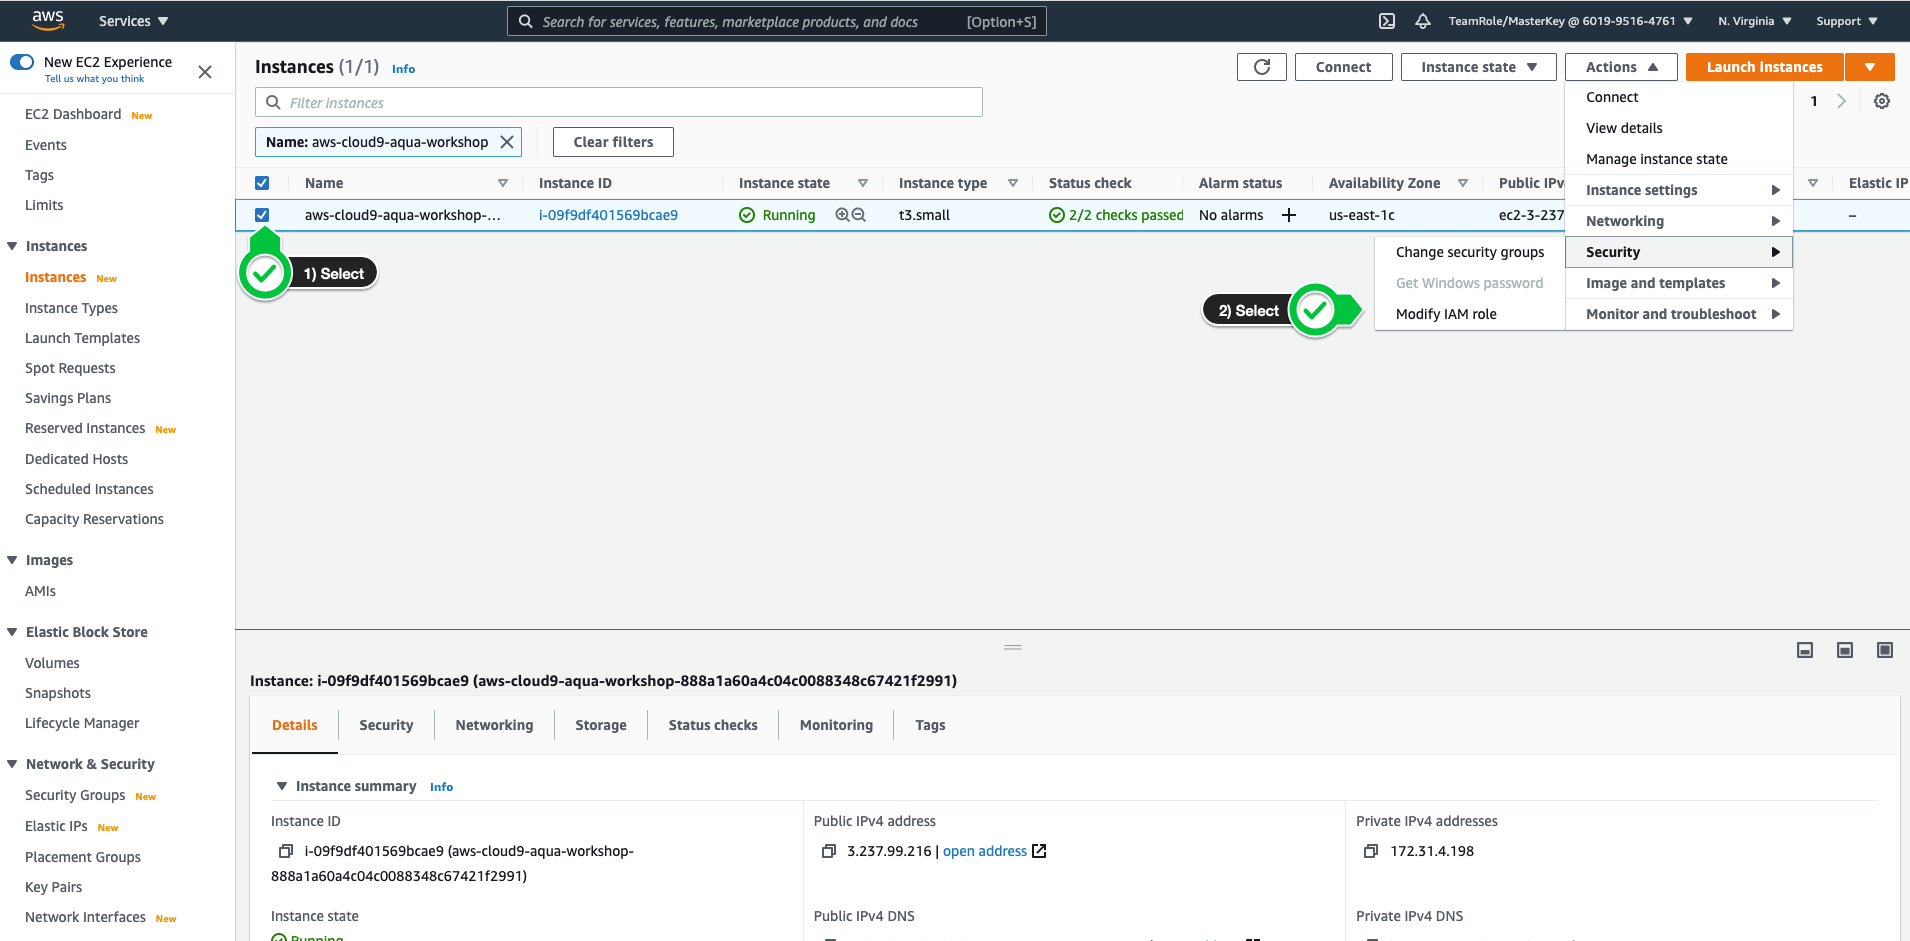 aws Services Search for services, features, marketplace products, and docs [Option+S] TeamRole/MasterKey @ 6019-9516-4761 N. Virginia Support
New EC2 Experience
Tell us what you think
EC2 Dashboard New
Events
Tags
Limits
Instances
Instances New
Instance Types
Launch Templates
Spot Requests
Savings Plans
Reserved Instances New
Dedicated Hosts
Scheduled Instances
Capacity Reservations
Images
AMIs
Elastic Block Store
Volumes
Snapshots
Lifecycle Manager
Network & Security
Security Groups New
Elastic IPs New
Placement Groups
Key Pairs
Network Interfaces New
Instances (1/1) Info
Connect Instance state Actions Launch instances
Filter instances
1
Name: aws-cloud9-aqua-workshop Clear filters
Name Instance ID Instance state Instance type Status check Alarm status Availability Zone Public IPv Elastic IP
aws-cloud9-aqua-workshop-... i-09f9df401569bcae9 Running t3.small 2/2 checks passed No alarms + us-east-1c ec2-3-237 –
Connect
View details
Manage instance state
Instance settings
Networking
Security
Image and templates
Monitor and troubleshoot
Change security groups
Get Windows password
Modify IAM role
1) Select
2) Select
Instance: i-09f9df401569bcae9 (aws-cloud9-aqua-workshop-888a1a60a4c04c0088348c67421f2991)
Details Security Networking Storage Status checks Monitoring Tags
Instance summary Info
Instance ID
i-09f9df401569bcae9 (aws-cloud9-aqua-workshop-
888a1a60a4c04c0088348c67421f2991)
Public IPv4 address
3.237.99.216 | open address
Private IPv4 addresses
172.31.4.198
Instance state
Running
Public IPv4 DNS
Private IPv4 DNS